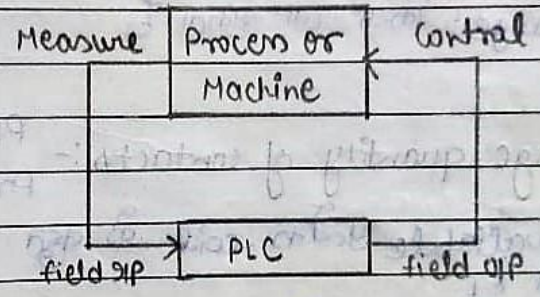 Measure Process or Control
Machine
PLC
field I/P field O/P